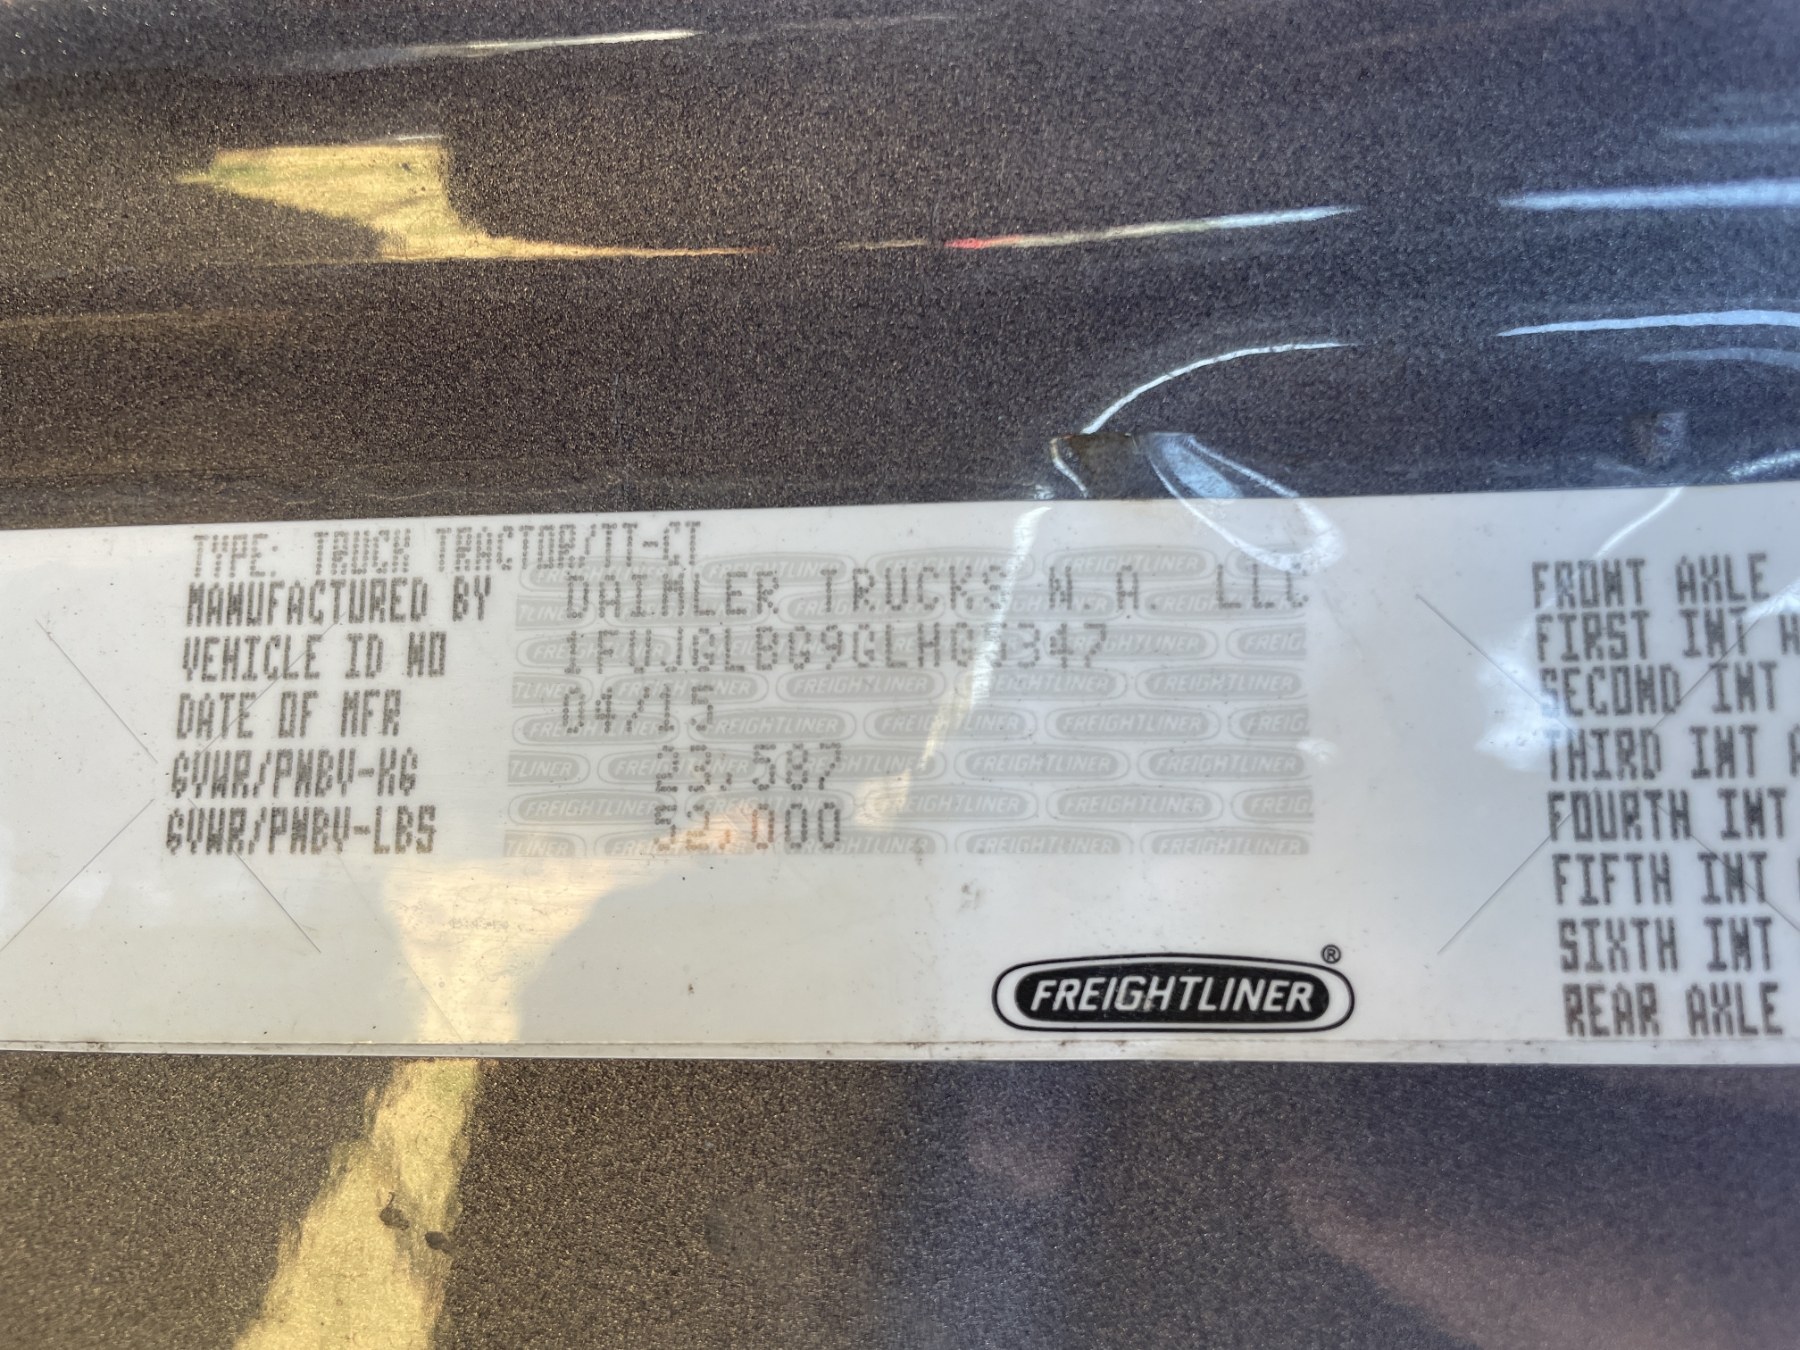 TYPE: TRUCK TRACTOR/TT-CT
MANUFACTURED BY DAIMLER TRUCKS N.A. LLC
VEHICLE ID NO
DATE OF MFR 04/15
GVWR/PNBV-KG 23,587
GVWR/PNBV-LBS 52,000
FREIGHTLINER®
FRONT AXLE
FIRST INT
SECOND INT
THIRD INT
FOURTH INT
FIFTH INT
SIXTH INT
REAR AXLE